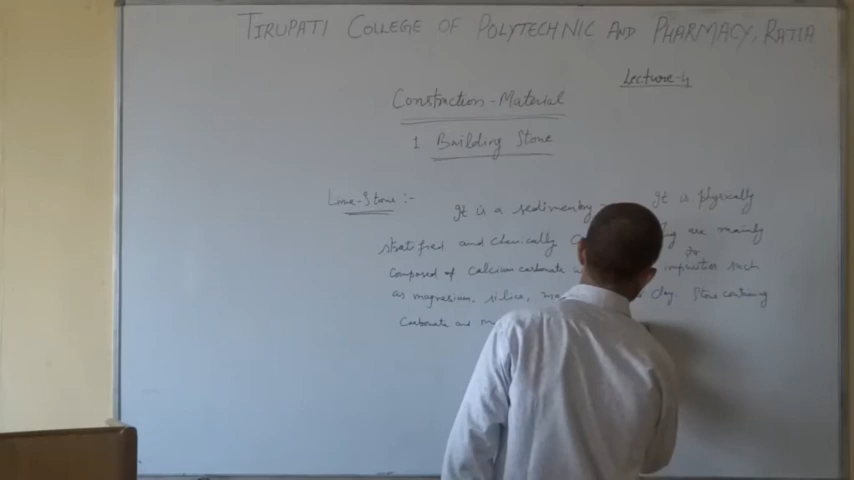 TIRUPATI COLLEGE OF POLYTECHNIC AND PHARMACY, RATIA
Lecture-4
Construction-Material
1 Building Stone
Lime-Stone :- It is a sedimentry It is physically
stratified and chemically are mainly
composed of calcium carbonate impurities such
as magnesium, silica, clay. Stone containing
Carbonate and